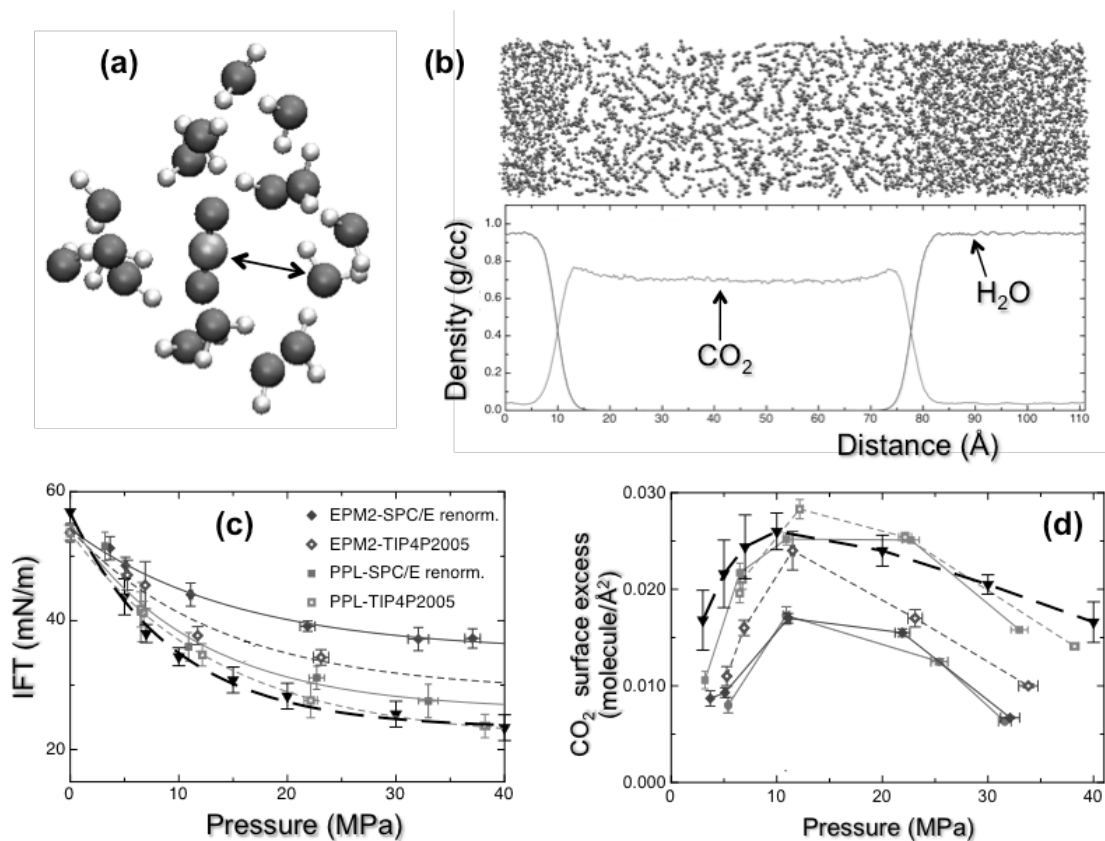 (a)
(b)
1.0
0.8
0.6
0.4
0.2
0.0
Density (g/cc)
H₂O
CO₂
0 10 20 30 40 50 60 70 80 90 100 110
Distance (Å)
(c)
60
40
20
IFT (mN/m)
EPM2-SPC/E renorm.
EPM2-TIP4P2005
PPL-SPC/E renorm.
PPL-TIP4P2005
0 10 20 30 40
Pressure (MPa)
(d)
0.030
0.020
0.010
0.000
CO₂ surface excess
(molecule/Å²)
0 10 20 30 40
Pressure (MPa)